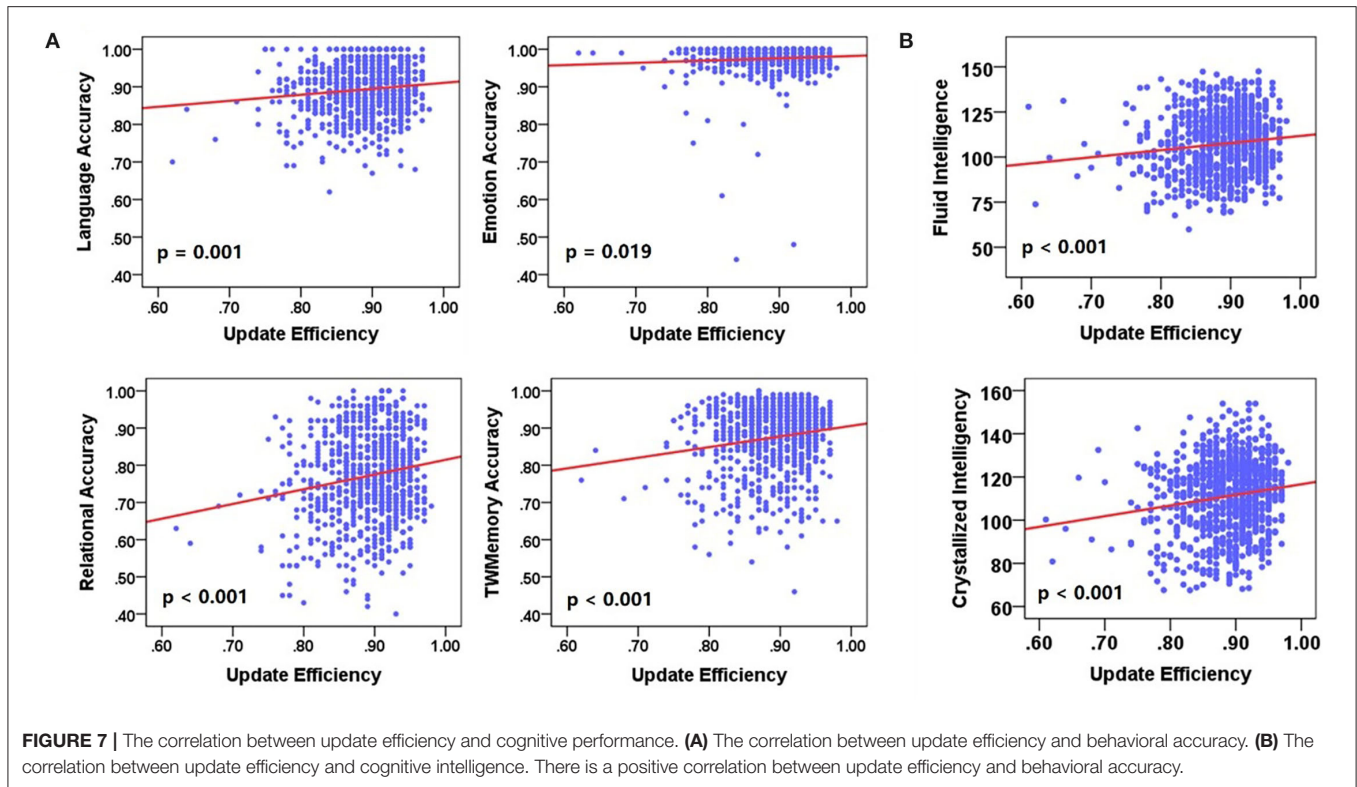 A
B
Language Accuracy
1.00
.90
.80
.70
.60
.50
.40
p = 0.001
.60 .70 .80 .90 1.00
Update Efficiency
Emotion Accuracy
1.00
.90
.80
.70
.60
.50
.40
p = 0.019
.60 .70 .80 .90 1.00
Update Efficiency
Fluid Intelligence
150
125
100
75
50
p < 0.001
.60 .70 .80 .90 1.00
Update Efficiency
Relational Accuracy
1.00
.90
.80
.70
.60
.50
.40
p < 0.001
.60 .70 .80 .90 1.00
Update Efficiency
TWMemory Accuracy
1.00
.90
.80
.70
.60
.50
.40
p < 0.001
.60 .70 .80 .90 1.00
Update Efficiency
Crystallized Intelligency
160
140
120
100
80
60
p < 0.001
.60 .70 .80 .90 1.00
Update Efficiency
FIGURE 7 | The correlation between update efficiency and cognitive performance. (A) The correlation between update efficiency and behavioral accuracy. (B) The
correlation between update efficiency and cognitive intelligence. There is a positive correlation between update efficiency and behavioral accuracy.